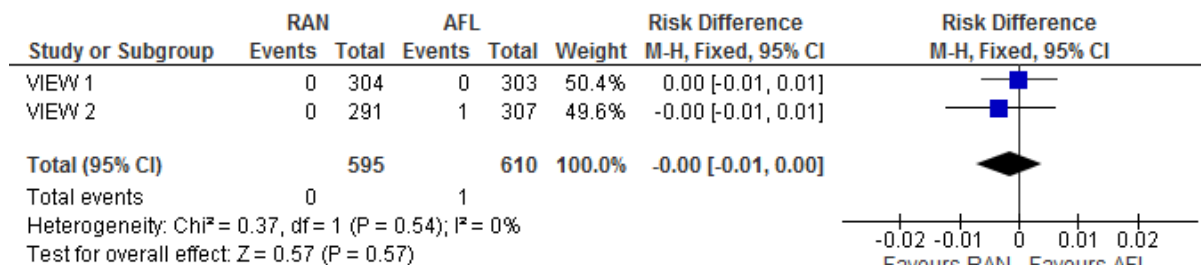 RAN AFL Risk Difference Risk Difference
Study or Subgroup Events Total Events Total Weight M-H, Fixed, 95% CI M-H, Fixed, 95% CI
VIEW 1 0 304 0 303 50.4% 0.00 [-0.01, 0.01]
VIEW 2 0 291 1 307 49.6% -0.00 [-0.01, 0.01]
Total (95% CI) 595 610 100.0% -0.00 [-0.01, 0.00]
Total events 0 1
Heterogeneity: Chi² = 0.37, df = 1 (P = 0.54); I² = 0%
Test for overall effect: Z = 0.57 (P = 0.57)
-0.02 -0.01 0 0.01 0.02
Favours RAN Favours AFL